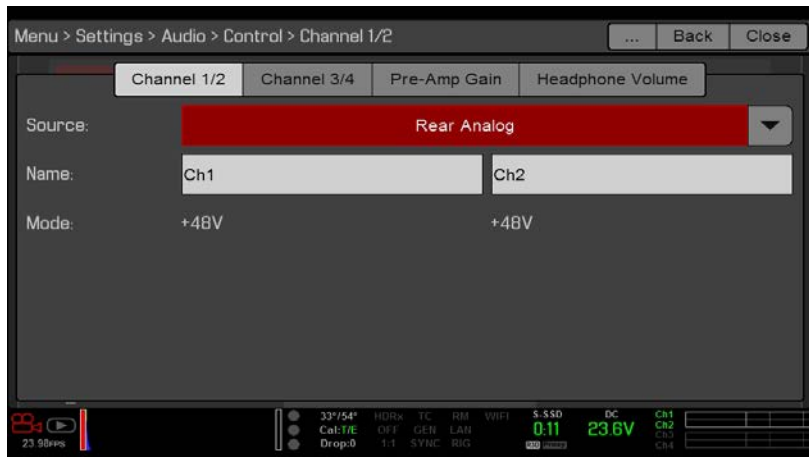 Menu > Settings > Audio > Control > Channel 1/2 ... Back Close
Channel 1/2 Channel 3/4 Pre-Amp Gain Headphone Volume
Source: Rear Analog
Name: Ch1 Ch2
Mode: +48V +48V
33°/54° HDRx TC RM WIFI S-SSD DC Ch1
Cal:T/E OFF GEN LAN 0:11 23.6V Ch2
Ch3
23.98FPS Drop:0 1:1 SYNC RIG R3D Proxy Ch4